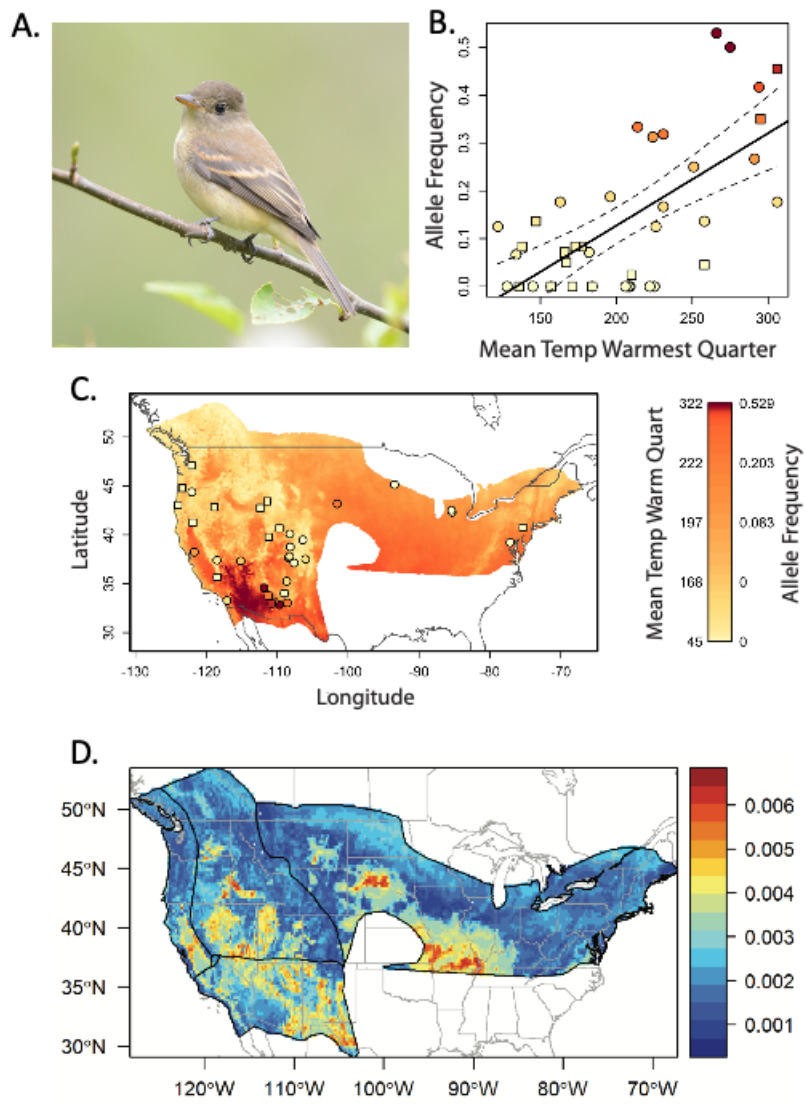 A.
B.
0.5
0.4
0.3
0.2
0.1
0.0
Allele Frequency
150 200 250 300
Mean Temp Warmest Quarter
C.
50
45
40
35
30
Latitude
-130 -120 -110 -100 -90 -80 -70
Longitude
Mean Temp Warm Quart
322 0.529
222 0.203
197 0.083
168 0
45 0
Allele Frequency
D.
50°N
45°N
40°N
35°N
30°N
120°W 110°W 100°W 90°W 80°W 70°W
0.006
0.005
0.004
0.003
0.002
0.001